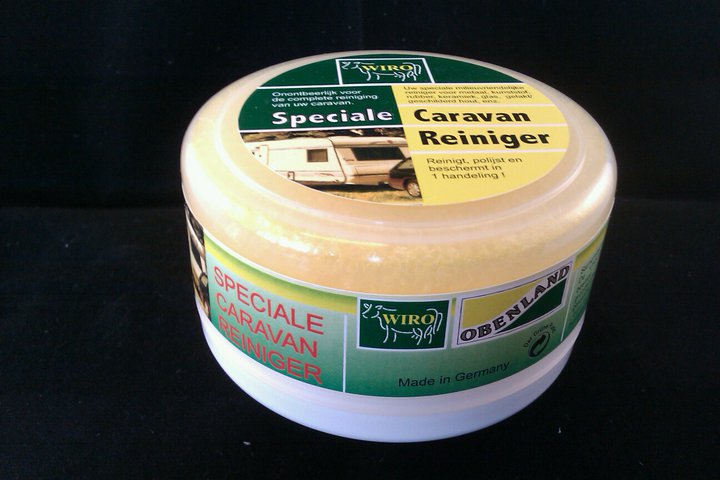 WIRO
Onontbeerlijk voor
de complete reiniging
van uw caravan.
Uw speciale milieuvriendelijke
reiniger voor metaal, kunststof,
rubber, keramiek, glas, gelakt/
geschilderd hout, enz.
Speciale Caravan
Reiniger
Reinigt, polijst en
beschermt in
1 handeling !
SPECIALE
CARAVAN
REINIGER
WIRO
OBENLAND
Made in Germany